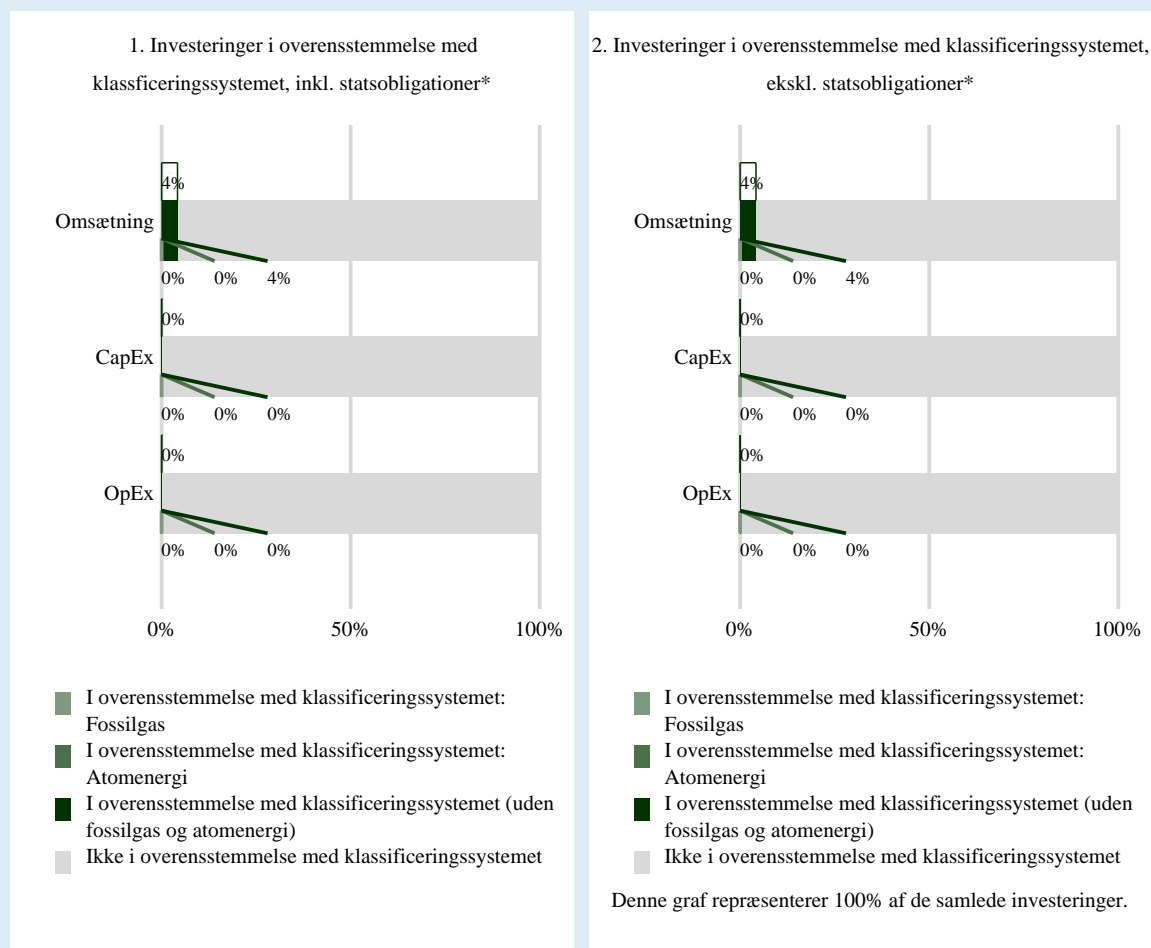 1. Investeringer i overensstemmelse med
klassficeringssystemet, inkl. statsobligationer*
4%
Omsætning
0% 0% 4%
0%
CapEx
0% 0% 0%
0%
OpEx
0% 0% 0%
0% 50% 100%
I overensstemmelse med klassificeringssystemet:
Fossilgas
I overensstemmelse med klassificeringssystemet:
Atomenergi
I overensstemmelse med klassificeringssystemet (uden
fossilgas og atomenergi)
Ikke i overensstemmelse med klassificeringssystemet
2. Investeringer i overensstemmelse med klassificeringssystemet,
ekskl. statsobligationer*
4%
Omsætning
0% 0% 4%
0%
CapEx
0% 0% 0%
0%
OpEx
0% 0% 0%
0% 50% 100%
I overensstemmelse med klassificeringssystemet:
Fossilgas
I overensstemmelse med klassificeringssystemet:
Atomenergi
I overensstemmelse med klassificeringssystemet (uden
fossilgas og atomenergi)
Ikke i overensstemmelse med klassificeringssystemet
Denne graf repræsenterer 100% af de samlede investeringer.